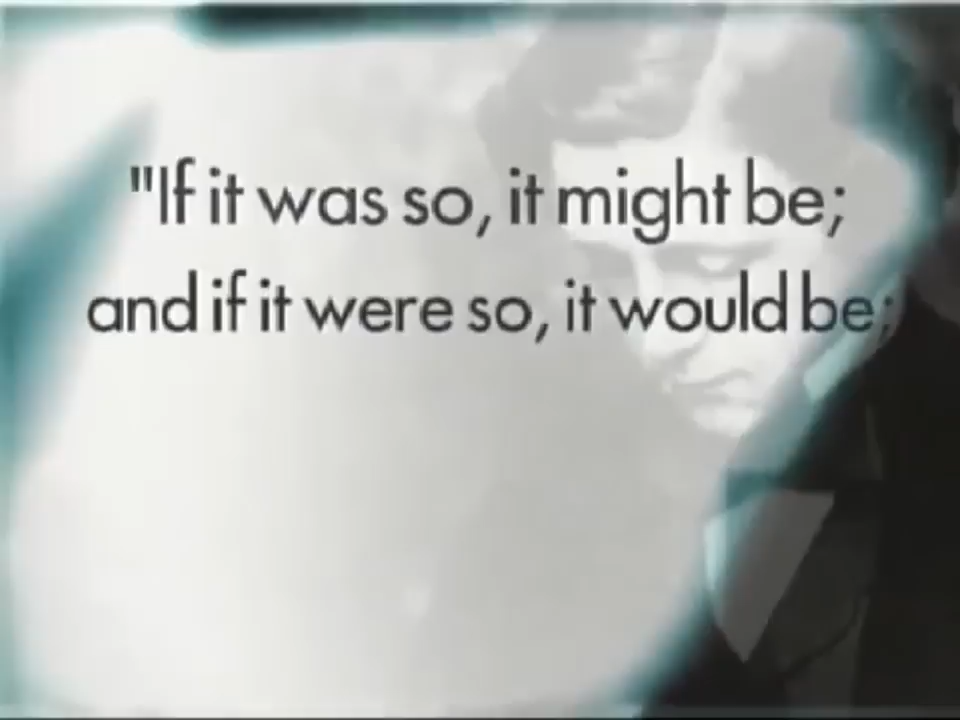 "If it was so, it might be;
and if it were so, it would be;